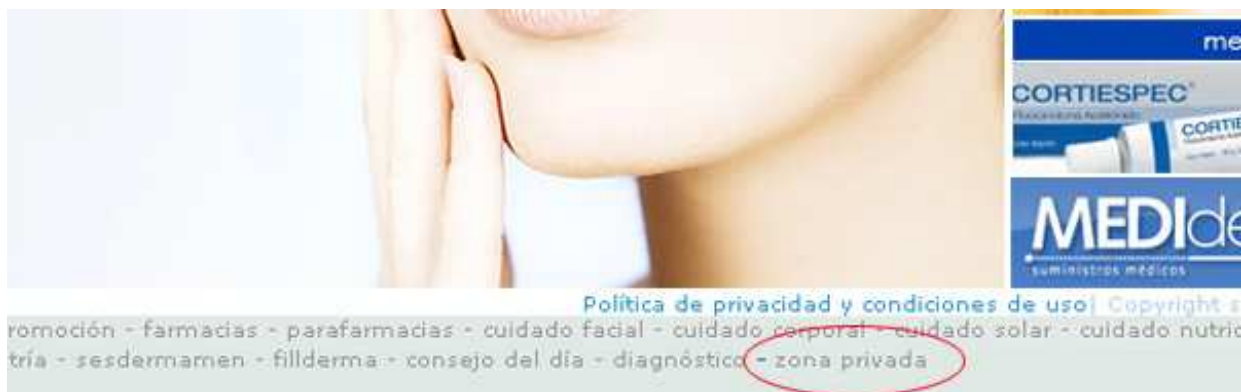 me
CORTIESPEC
CORTIE
MEDIde
suministros médicos
Política de privacidad y condiciones de uso| Copyright s
romoción - farmacias - parafarmacias - cuidado facial - cuidado corporal - cuidado solar - cuidado nutric
tría - sesdermamen - fillderma - consejo del día - diagnóstico - zona privada